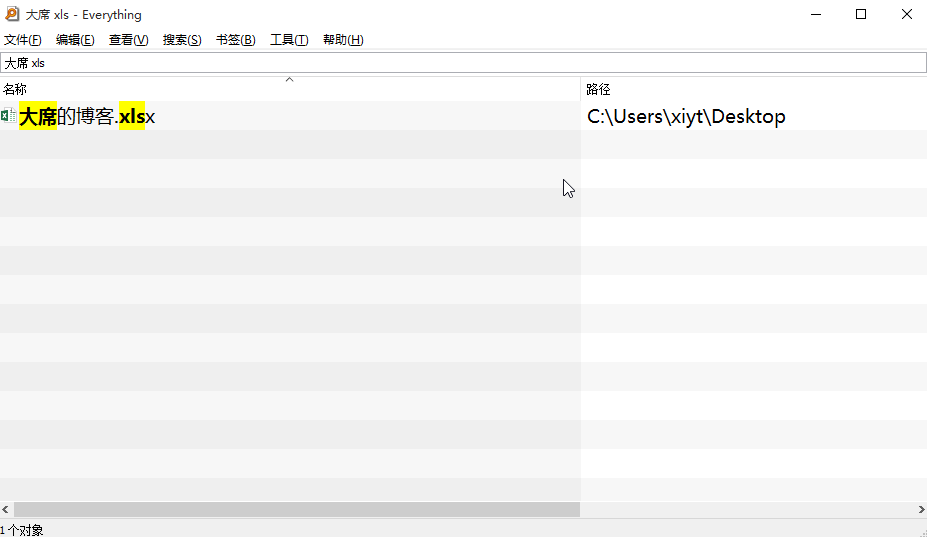 大席 xls - Everything
文件(F) 编辑(E) 查看(V) 搜索(S) 书签(B) 工具(T) 帮助(H)
大席 xls
名称 路径
大席的博客.xlsx C:\Users\xiyt\Desktop
1 个对象